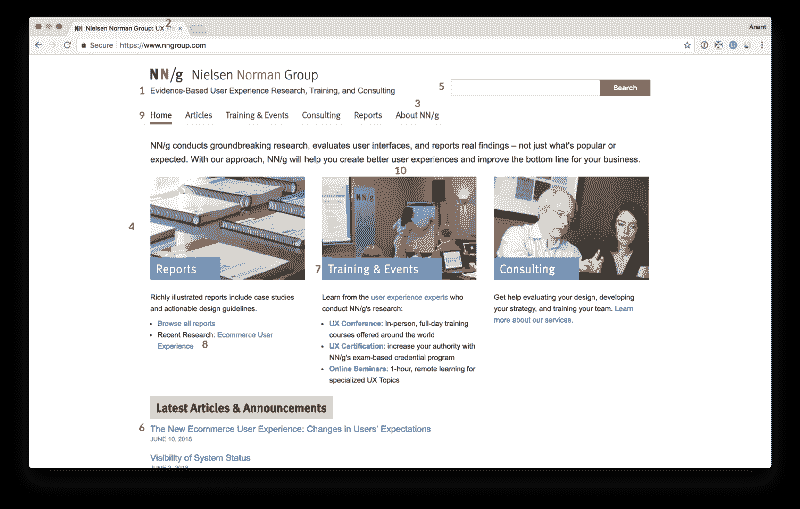 2
Nielsen Norman Group: UX
Anant
Secure https://www.nngroup.com
NN/g Nielsen Norman Group
1 Evidence-Based User Experience Research, Training, and Consulting
5 Search
3
9 Home Articles Training & Events Consulting Reports About NN/g
NN/g conducts groundbreaking research, evaluates user interfaces, and reports real findings – not just what's popular or
expected. With our approach, NN/g will help you create better user experiences and improve the bottom line for your business.
10
NN/g
4
Reports
7 Training & Events
Consulting
Richly illustrated reports include case studies
and actionable design guidelines.
• Browse all reports
• Recent Research: Ecommerce User
Experience 8
Learn from the user experience experts who
conduct NN/g's research:
• UX Conference: In-person, full-day training
courses offered around the world
• UX Certification: increase your authority with
NN/g's exam-based credential program
• Online Seminars: 1-hour, remote learning for
specialized UX Topics
Get help evaluating your design, developing
your strategy, and training your team. Learn
more about our services.
Latest Articles & Announcements
6 The New Ecommerce User Experience: Changes in Users' Expectations
JUNE 10, 2018
Visibility of System Status